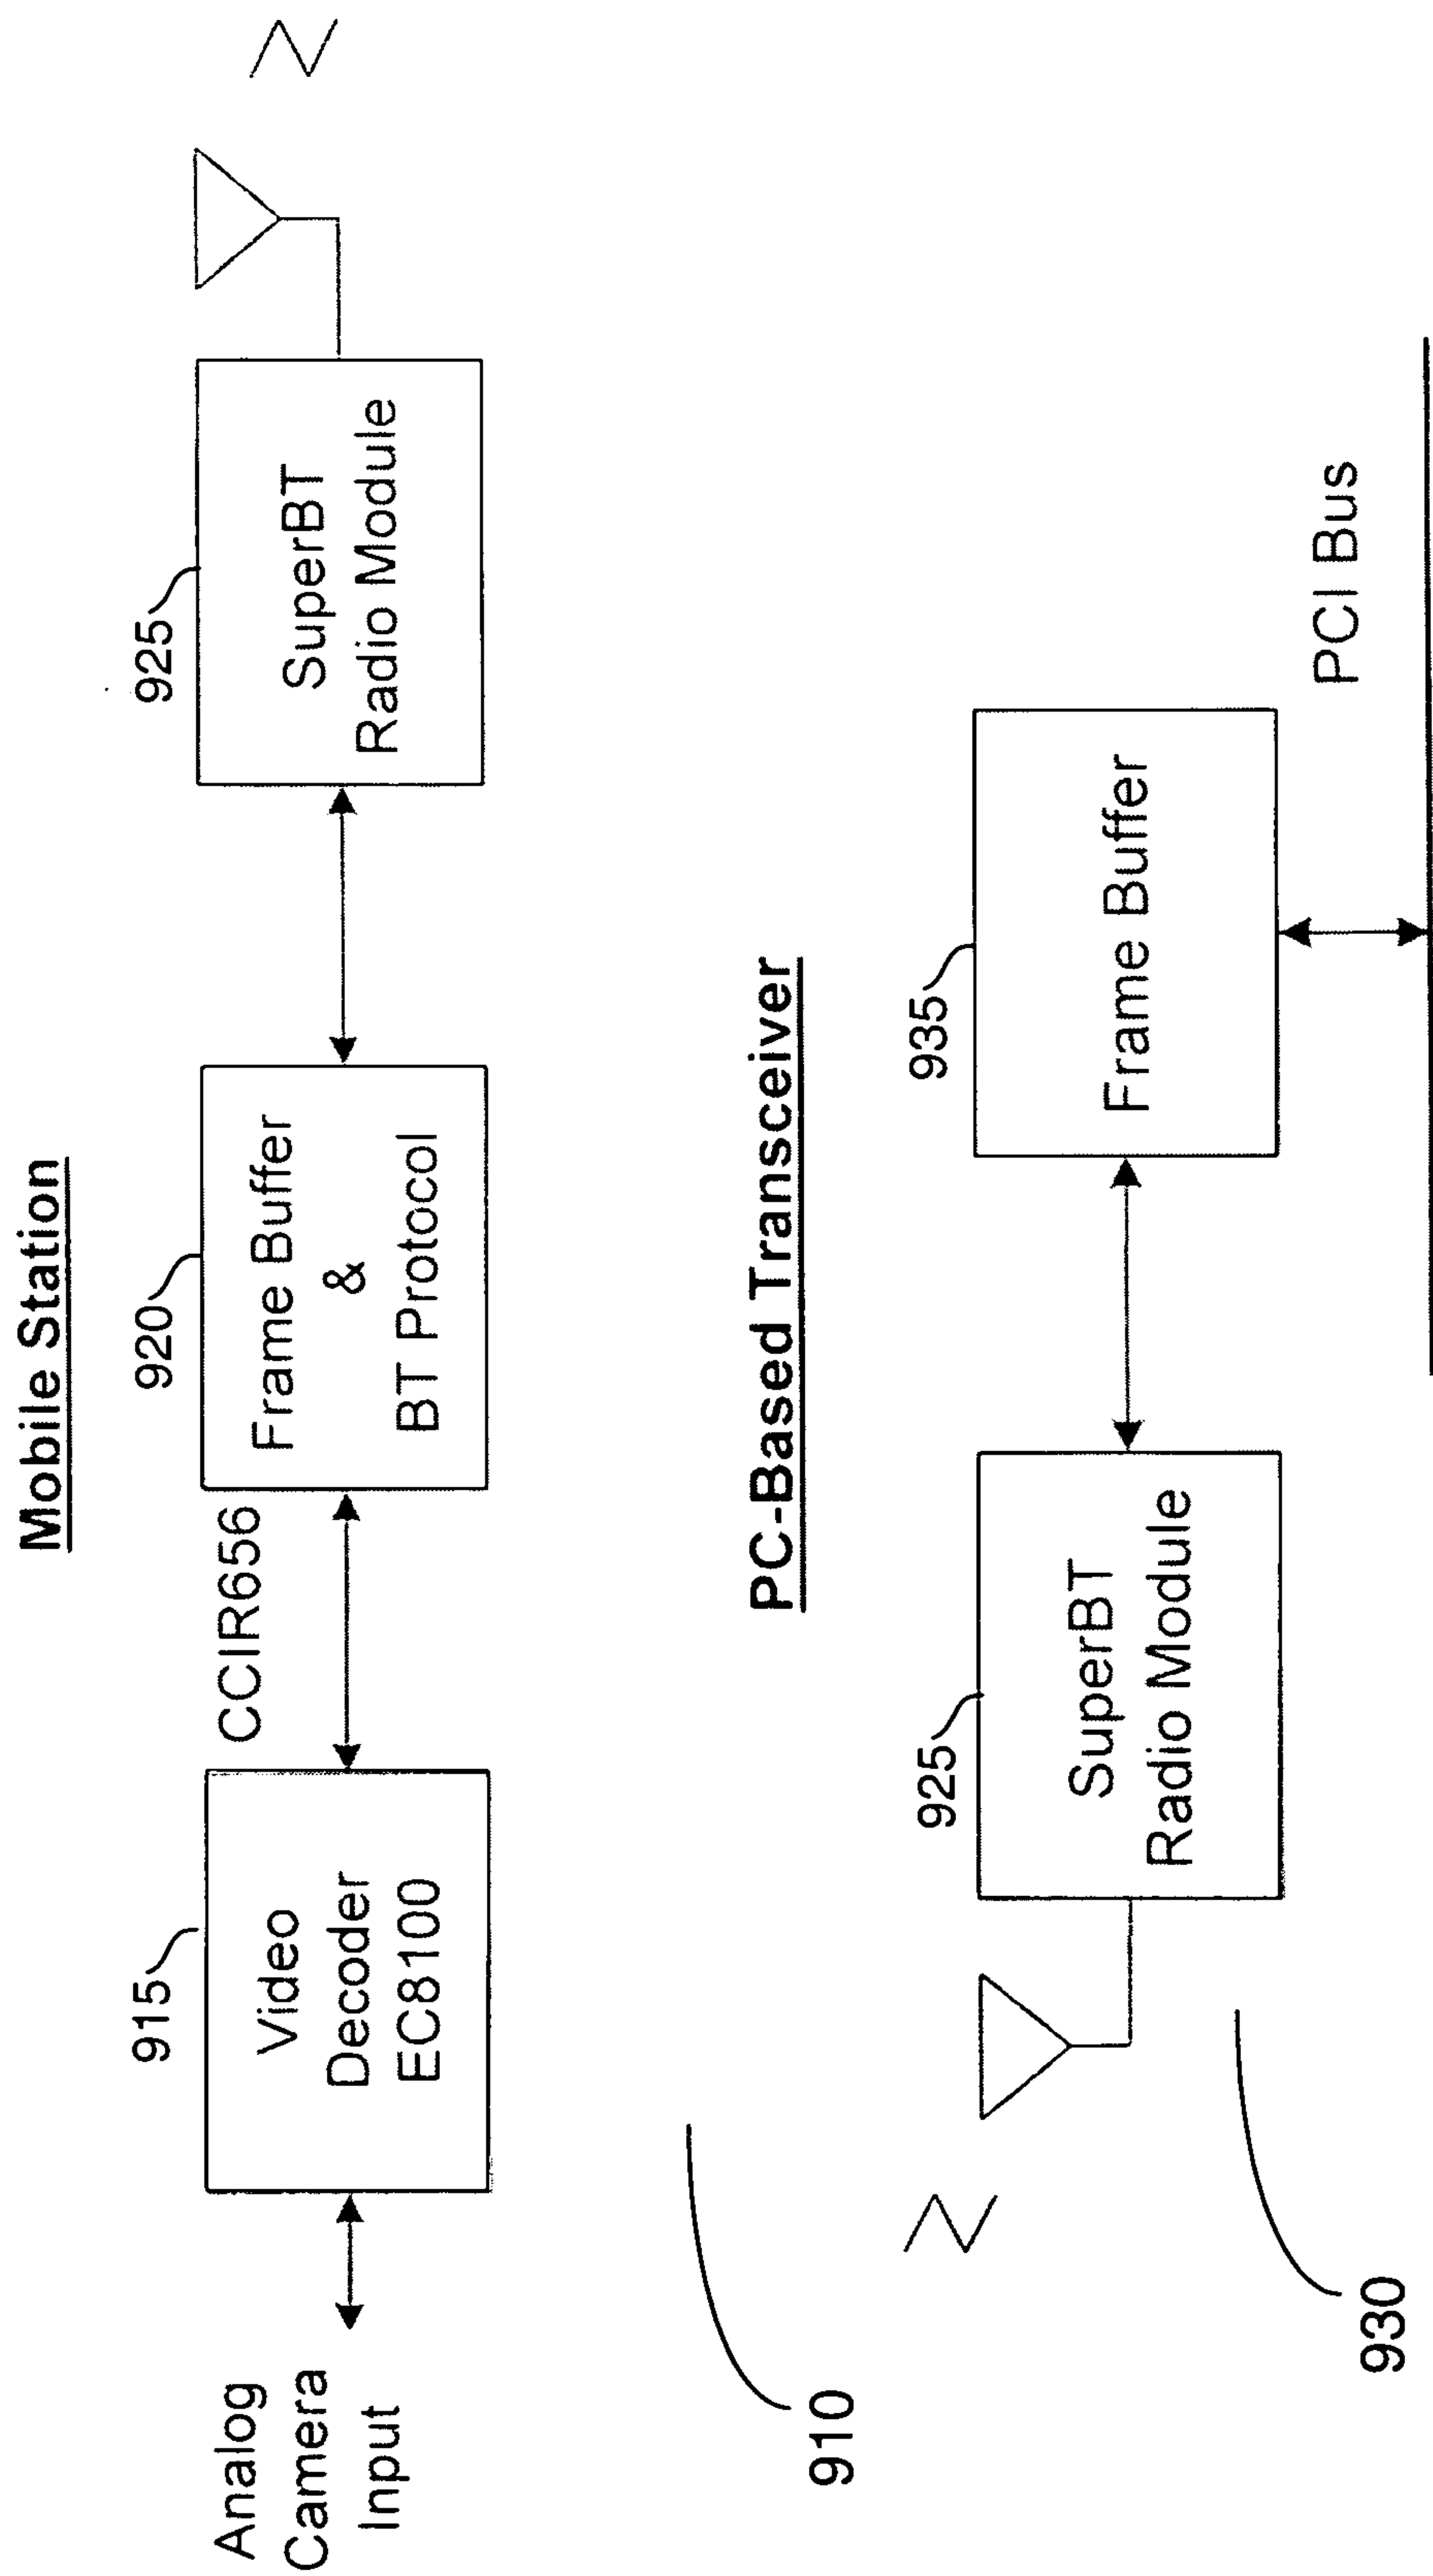 Mobile Station
Analog
Camera
Input
915
Video
Decoder
EC8100
CCIR656
920
Frame Buffer
&
BT Protocol
925
SuperBT
Radio Module
910
PC-Based Transceiver
925
SuperBT
Radio Module
935
Frame Buffer
PCI Bus
930